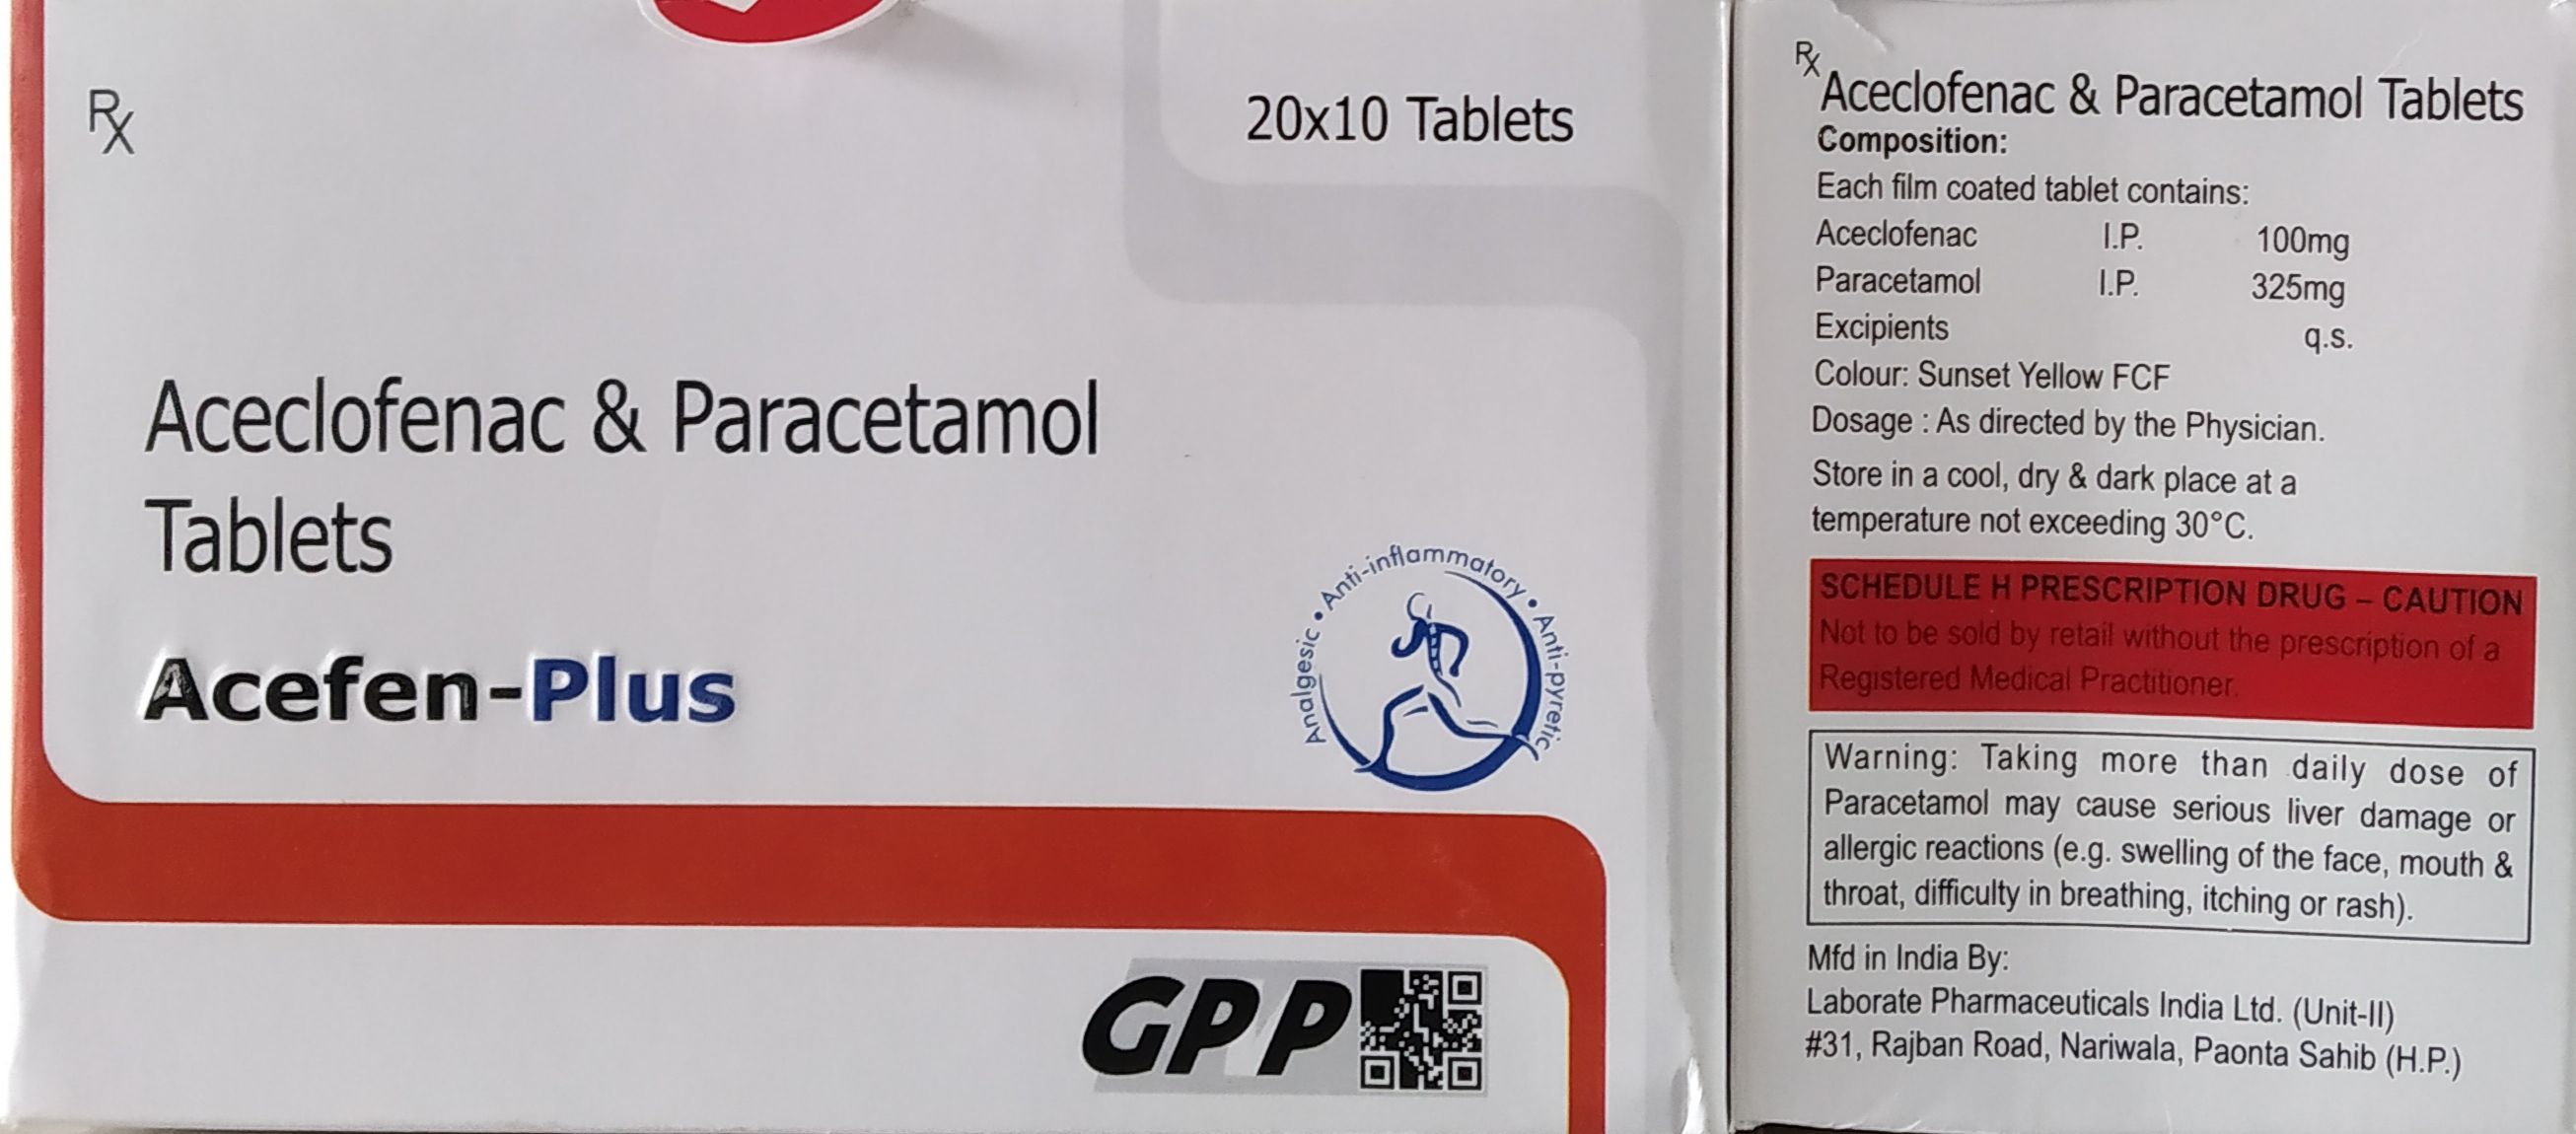 Rx
20x10 Tablets
Aceclofenac & Paracetamol
Tablets
Acefen-Plus
Analgesic • Anti-inflammatory • Anti-pyretic
GPP
Rx
Aceclofenac & Paracetamol Tablets
Composition:
Each film coated tablet contains:
Aceclofenac I.P. 100mg
Paracetamol I.P. 325mg
Excipients q.s.
Colour: Sunset Yellow FCF
Dosage : As directed by the Physician.
Store in a cool, dry & dark place at a
temperature not exceeding 30°C.
SCHEDULE H PRESCRIPTION DRUG – CAUTION
Not to be sold by retail without the prescription of a
Registered Medical Practitioner.
Warning: Taking more than daily dose of
Paracetamol may cause serious liver damage or
allergic reactions (e.g. swelling of the face, mouth &
throat, difficulty in breathing, itching or rash).
Mfd in India By:
Laborate Pharmaceuticals India Ltd. (Unit-II)
#31, Rajban Road, Nariwala, Paonta Sahib (H.P.)